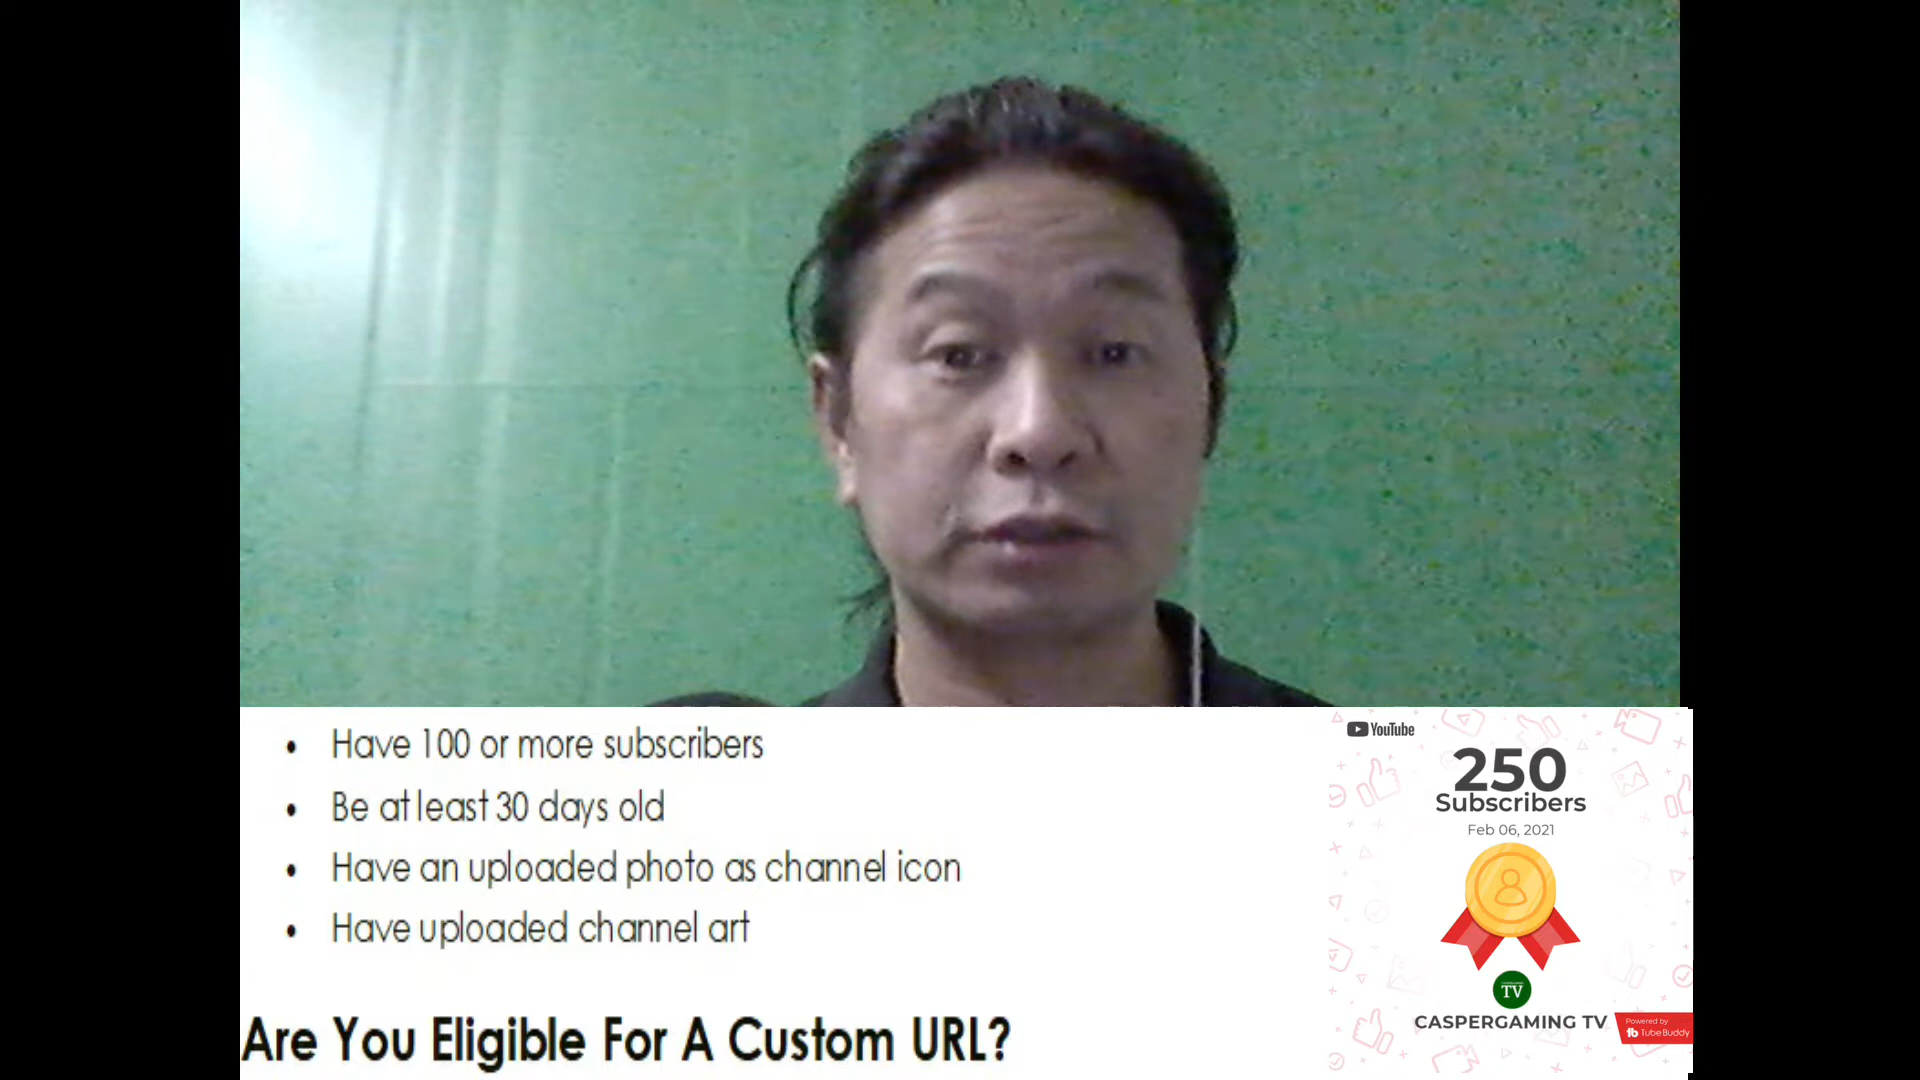 • Have 100 or more subscribers
• Be at least 30 days old
• Have an uploaded photo as channel icon
• Have uploaded channel art
Are You Eligible For A Custom URL?
YouTube
250
Subscribers
Feb 06, 2021
TV
CASPERGAMING TV
Powered by
tb TubeBuddy